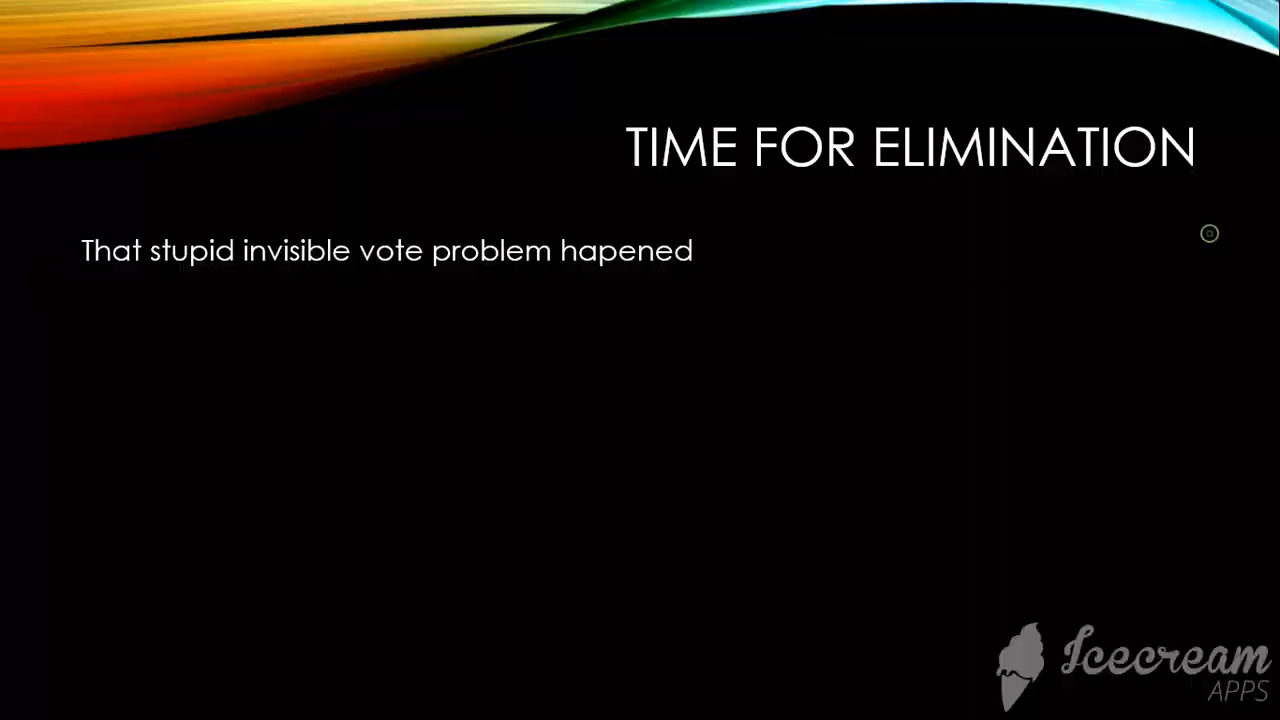 TIME FOR ELIMINATION
That stupid invisible vote problem hapened
Icecream
APPS